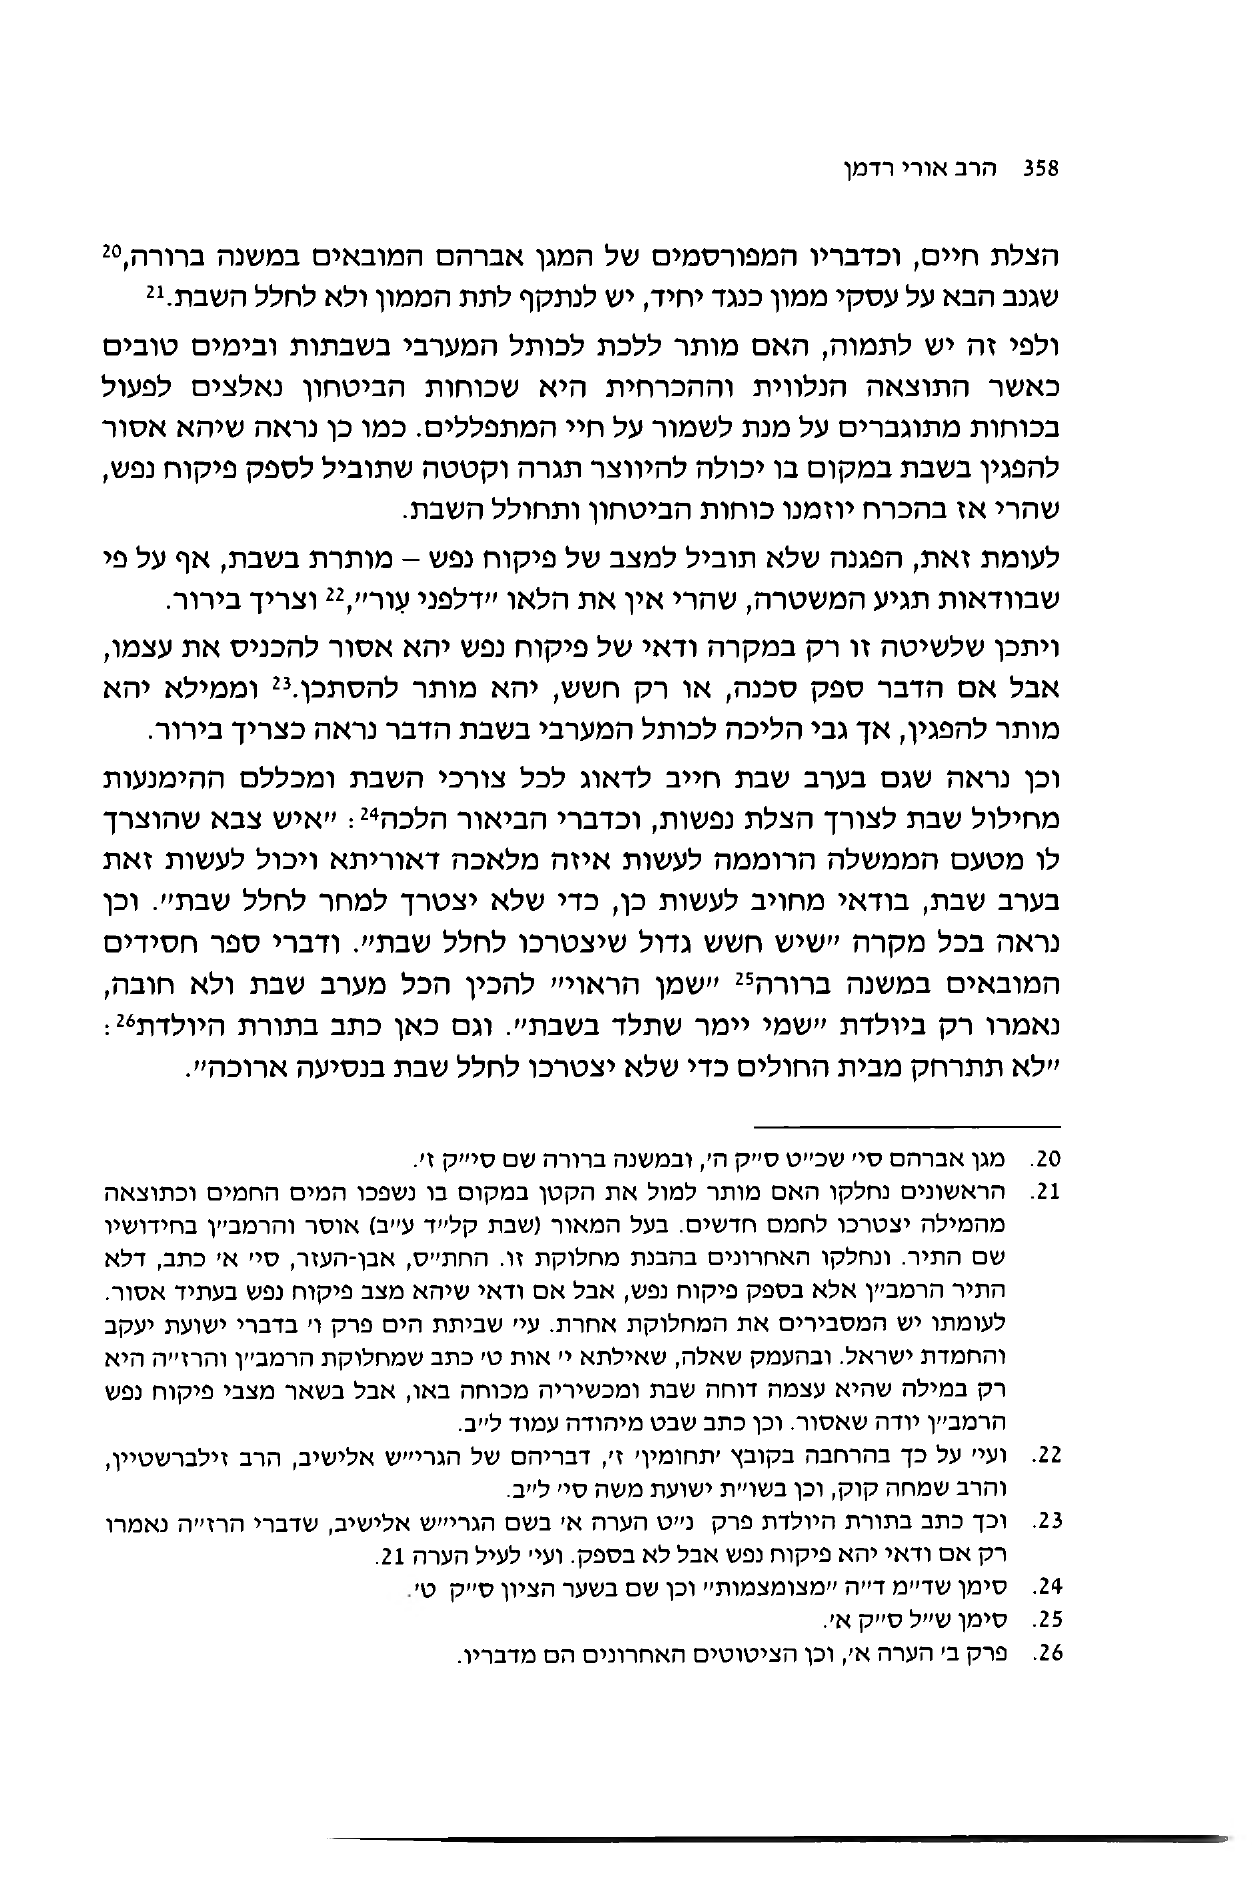 358 הרב אורי רדמן
הצלת חיים, וכדבריו המפורסמים של המגן אברהם המובאים במשנה ברורה,20
שגנב הבא על עסקי ממון כנגד יחיד, יש לנתקף לתת הממון ולא לחלל השבת.21
ולפי זה יש לתמוה, האם מותר ללכת לכותל המערבי בשבתות ובימים טובים
כאשר התוצאה הנלווית וההכרחית היא שכוחות הביטחון נאלצים לפעול
בכוחות מתוגברים על מנת לשמור על חיי המתפללים. כמו כן נראה שיהא אסור
להפגין בשבת במקום בו יכולה להיווצר תגרה וקטטה שתוביל לספק פיקוח נפש,
שהרי אז בהכרח יוזמנו כוחות הביטחון ותחולל השבת.
לעומת זאת, הפגנה שלא תוביל למצב של פיקוח נפש – מותרת בשבת, אף על פי
שבוודאות תגיע המשטרה, שהרי אין את הלאו "דלפני עִור",22 וצריך בירור.
ויתכן שלשיטה זו רק במקרה ודאי של פיקוח נפש יהא אסור להכניס את עצמו,
אבל אם הדבר ספק סכנה, או רק חשש, יהא מותר להסתכן.23 וממילא יהא
מותר להפגין, אך גבי הליכה לכותל המערבי בשבת הדבר נראה כצריך בירור.
וכן נראה שגם בערב שבת חייב לדאוג לכל צורכי השבת ומכללם ההימנעות
מחילול שבת לצורך הצלת נפשות, וכדברי הביאור הלכה24: "איש צבא שהוצרך
לו מטעם הממשלה הרוממה לעשות איזה מלאכה דאוריתא ויכול לעשות זאת
בערב שבת, בודאי מחויב לעשות כן, כדי שלא יצטרך למחר לחלל שבת". וכן
נראה בכל מקרה "שיש חשש גדול שיצטרכו לחלל שבת". ודברי ספר חסידים
המובאים במשנה ברורה25 "שמן הראוי" להכין הכל מערב שבת ולא חובה,
נאמרו רק ביולדת "שמי יימר שתלד בשבת". וגם כאן כתב בתורת היולדת26:
"לא תתרחק מבית החולים כדי שלא יצטרכו לחלל שבת בנסיעה ארוכה".
20. מגן אברהם סי' שכ"ט ס"ק ה', ובמשנה ברורה שם סי"ק ז'.
21. הראשונים נחלקו האם מותר למול את הקטן במקום בו נשפכו המים החמים וכתוצאה
מהמילה יצטרכו לחמם חדשים. בעל המאור (שבת קל"ד ע"ב) אוסר והרמב"ן בחידושיו
שם התיר. ונחלקו האחרונים בהבנת מחלוקת זו. החת"ס, אבן-העזר, סי' א' כתב, דלא
התיר הרמב"ן אלא בספק פיקוח נפש, אבל אם ודאי שיהא מצב פיקוח נפש בעתיד אסור.
לעומתו יש המסבירים את המחלוקת אחרת. עי' שביתת הים פרק ו' בדברי ישועת יעקב
והחמדת ישראל. ובהעמק שאלה, שאילתא י' אות ט' כתב שמחלוקת הרמב"ן והרז"ה היא
רק במילה שהיא עצמה דוחה שבת ומכשיריה מכוחה באו, אבל בשאר מצבי פיקוח נפש
הרמב"ן יודה שאסור. וכן כתב שבט מיהודה עמוד ל"ב.
22. ועי' על כך בהרחבה בקובץ 'תחומין' ז', דבריהם של הגרי"ש אלישיב, הרב זילברשטיין,
והרב שמחה קוק, וכן בשו"ת ישועת משה סי' ל"ב.
23. וכך כתב בתורת היולדת פרק נ"ט הערה א' בשם הגרי"ש אלישיב, שדברי הרז"ה נאמרו
רק אם ודאי יהא פיקוח נפש אבל לא בספק. ועי' לעיל הערה 21.
24. סימן שד"מ ד"ה "מצומצמות" וכן שם בשער הציון ס"ק ט'.
25. סימן ש"ל ס"ק א'.
26. פרק ב' הערה א', וכן הציטוטים האחרונים הם מדבריו.